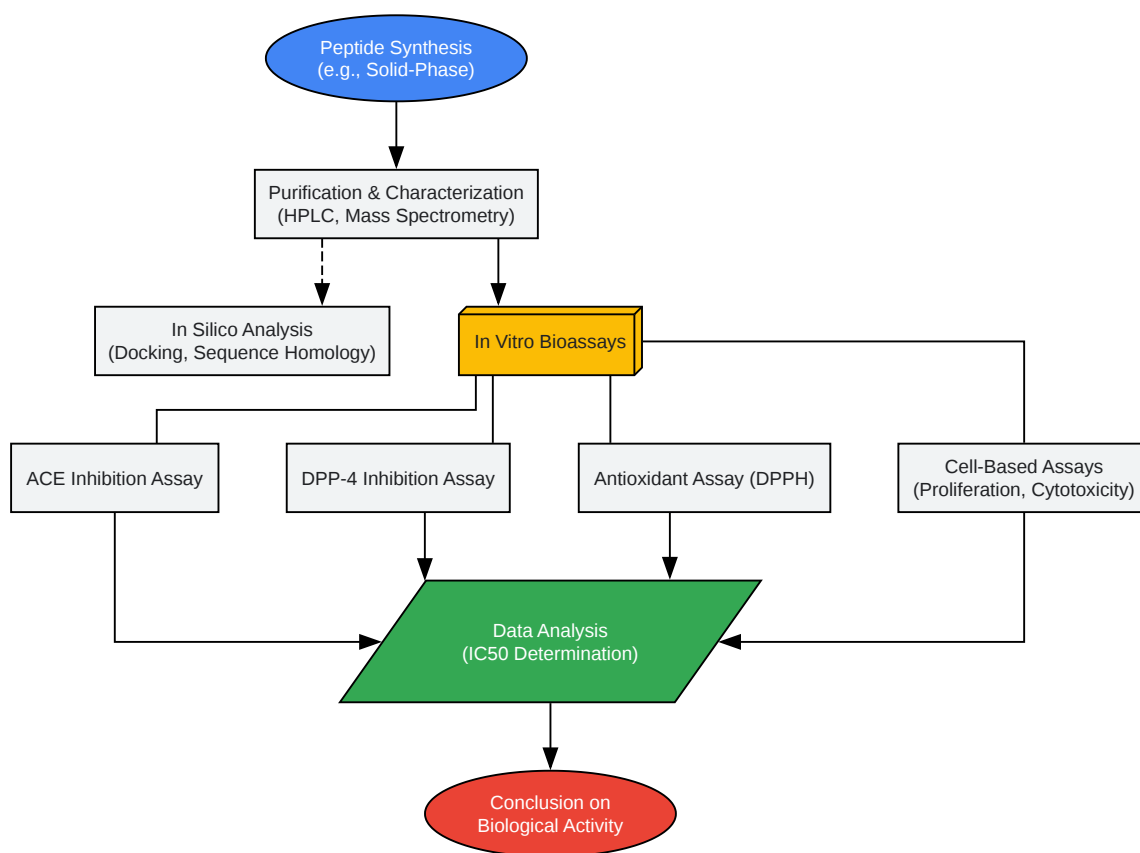 Peptide Synthesis
(e.g., Solid-Phase)
Purification & Characterization
(HPLC, Mass Spectrometry)
In Silico Analysis
(Docking, Sequence Homology)
In Vitro Bioassays
ACE Inhibition Assay
DPP-4 Inhibition Assay
Antioxidant Assay (DPPH)
Cell-Based Assays
(Proliferation, Cytotoxicity)
Data Analysis
(IC50 Determination)
Conclusion on
Biological Activity